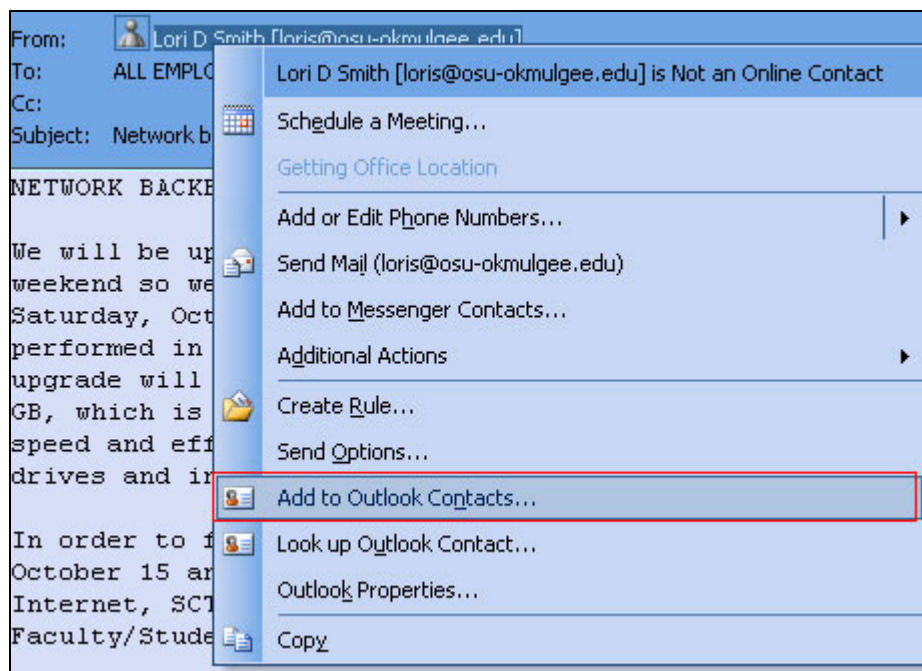 From: Lori D Smith [loris@osu-okmulgee.edu]
To: ALL EMPLO
Cc:
Subject: Network b
NETWORK BACKB
We will be up
weekend so we
Saturday, Oct
performed in
upgrade will
GB, which is
speed and eff
drives and in
In order to f
October 15 an
Internet, SCT
Faculty/Stude
Lori D Smith [loris@osu-okmulgee.edu] is Not an Online Contact
Schedule a Meeting...
Getting Office Location
Add or Edit Phone Numbers...
Send Mail (loris@osu-okmulgee.edu)
Add to Messenger Contacts...
Additional Actions
Create Rule...
Send Options...
Add to Outlook Contacts...
Look up Outlook Contact...
Outlook Properties...
Copy